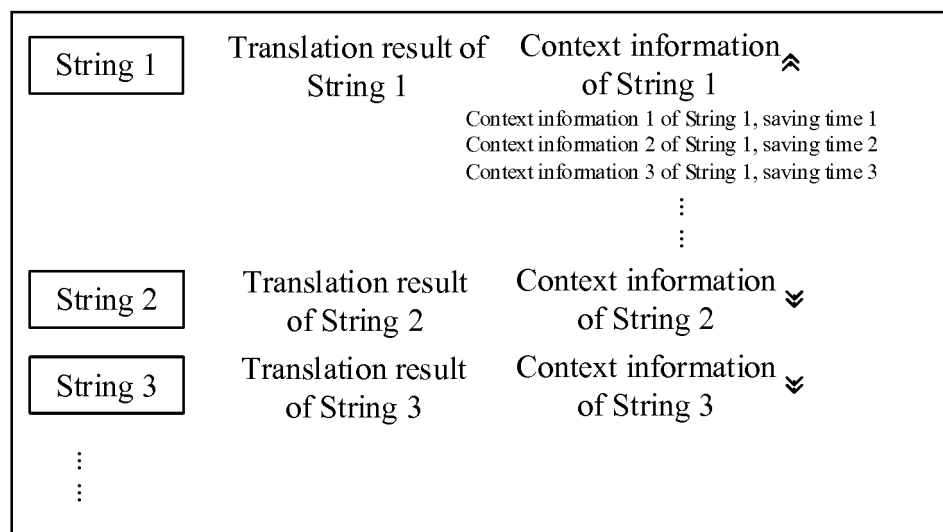 String 1
Translation result of
String 1
Context information
of String 1
Context information 1 of String 1, saving time 1
Context information 2 of String 1, saving time 2
Context information 3 of String 1, saving time 3
String 2
Translation result
of String 2
Context information
of String 2
String 3
Translation result
of String 3
Context information
of String 3